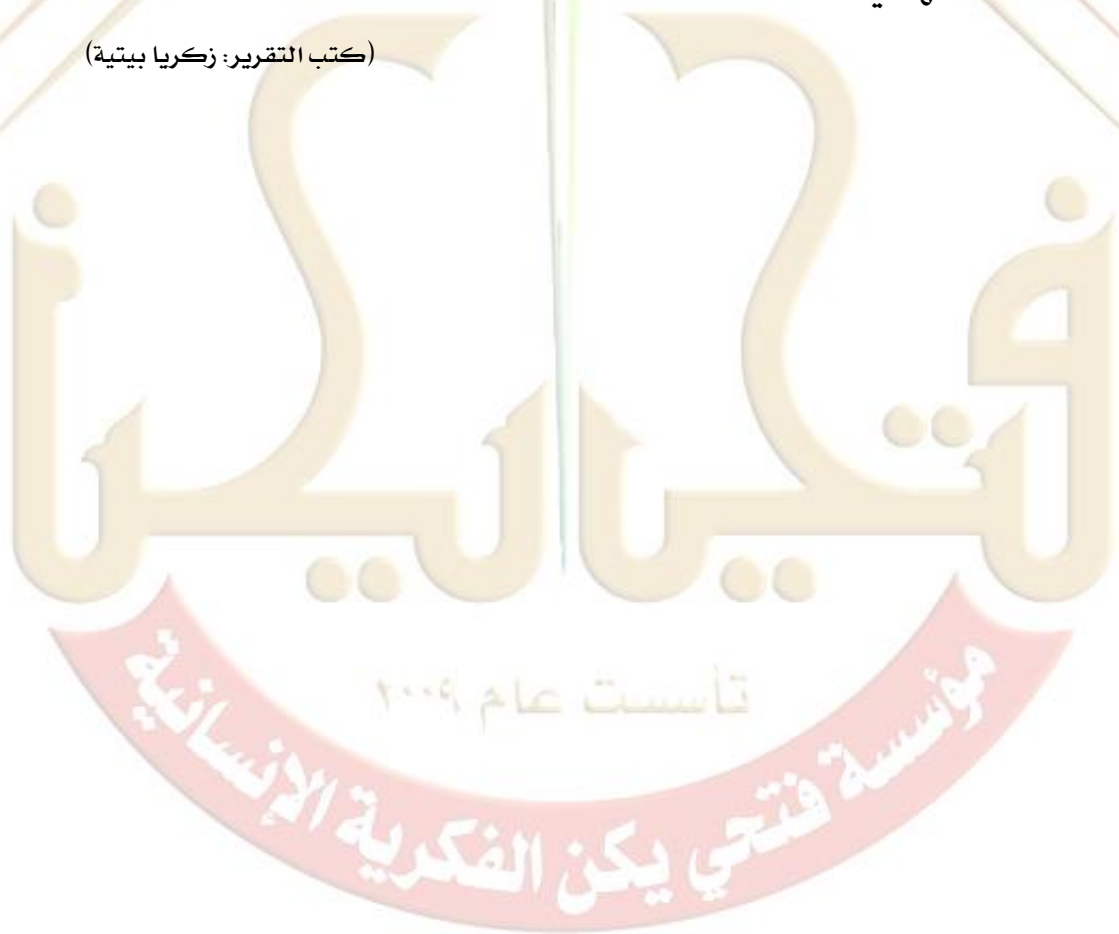 (كتب التقرير: زكريا بيتية)
تأسست عام ٢٠٠٩
مؤسسة فتحي يكن الفكرية الإنسانية